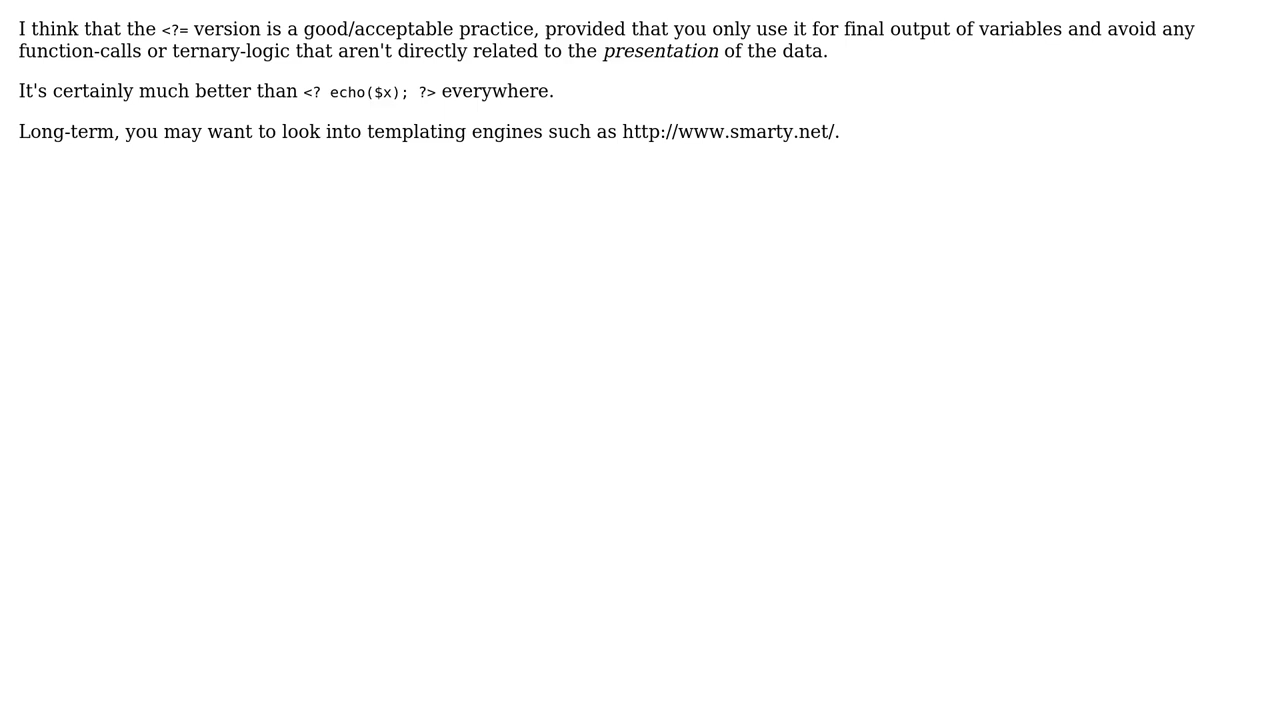 I think that the <?= version is a good/acceptable practice, provided that you only use it for final output of variables and avoid any
function-calls or ternary-logic that aren't directly related to the presentation of the data.
It's certainly much better than <? echo($x); ?> everywhere.
Long-term, you may want to look into templating engines such as http://www.smarty.net/.